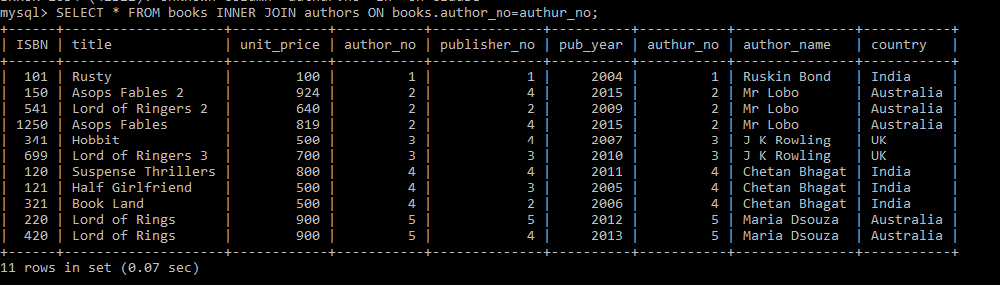 mysql> SELECT * FROM books INNER JOIN authors ON books.author_no=authur_no;
+------+---------------------+------------+-----------+--------------+----------+-----------+---------------+-----------+
| ISBN | title               | unit_price | author_no | publisher_no | pub_year | authur_no | author_name   | country   |
+------+---------------------+------------+-----------+--------------+----------+-----------+---------------+-----------+
|  101 | Rusty               |        100 |         1 |            1 |     2004 |         1 | Ruskin Bond   | India     |
|  150 | Asops Fables 2      |        924 |         2 |            4 |     2015 |         2 | Mr Lobo       | Australia |
|  541 | Lord of Ringers 2   |        640 |         2 |            2 |     2009 |         2 | Mr Lobo       | Australia |
| 1250 | Asops Fables        |        819 |         2 |            4 |     2015 |         2 | Mr Lobo       | Australia |
|  341 | Hobbit              |        500 |         3 |            4 |     2007 |         3 | J K Rowling   | UK        |
|  699 | Lord of Ringers 3   |        700 |         3 |            3 |     2010 |         3 | J K Rowling   | UK        |
|  120 | Suspense Thrillers  |        800 |         4 |            4 |     2011 |         4 | Chetan Bhagat | India     |
|  121 | Half Girlfriend     |        500 |         4 |            3 |     2005 |         4 | Chetan Bhagat | India     |
|  321 | Book Land           |        500 |         4 |            2 |     2006 |         4 | Chetan Bhagat | India     |
|  220 | Lord of Rings       |        900 |         5 |            5 |     2012 |         5 | Maria Dsouza  | Australia |
|  420 | Lord of Rings       |        900 |         5 |            4 |     2013 |         5 | Maria Dsouza  | Australia |
+------+---------------------+------------+-----------+--------------+----------+-----------+---------------+-----------+
11 rows in set (0.07 sec)